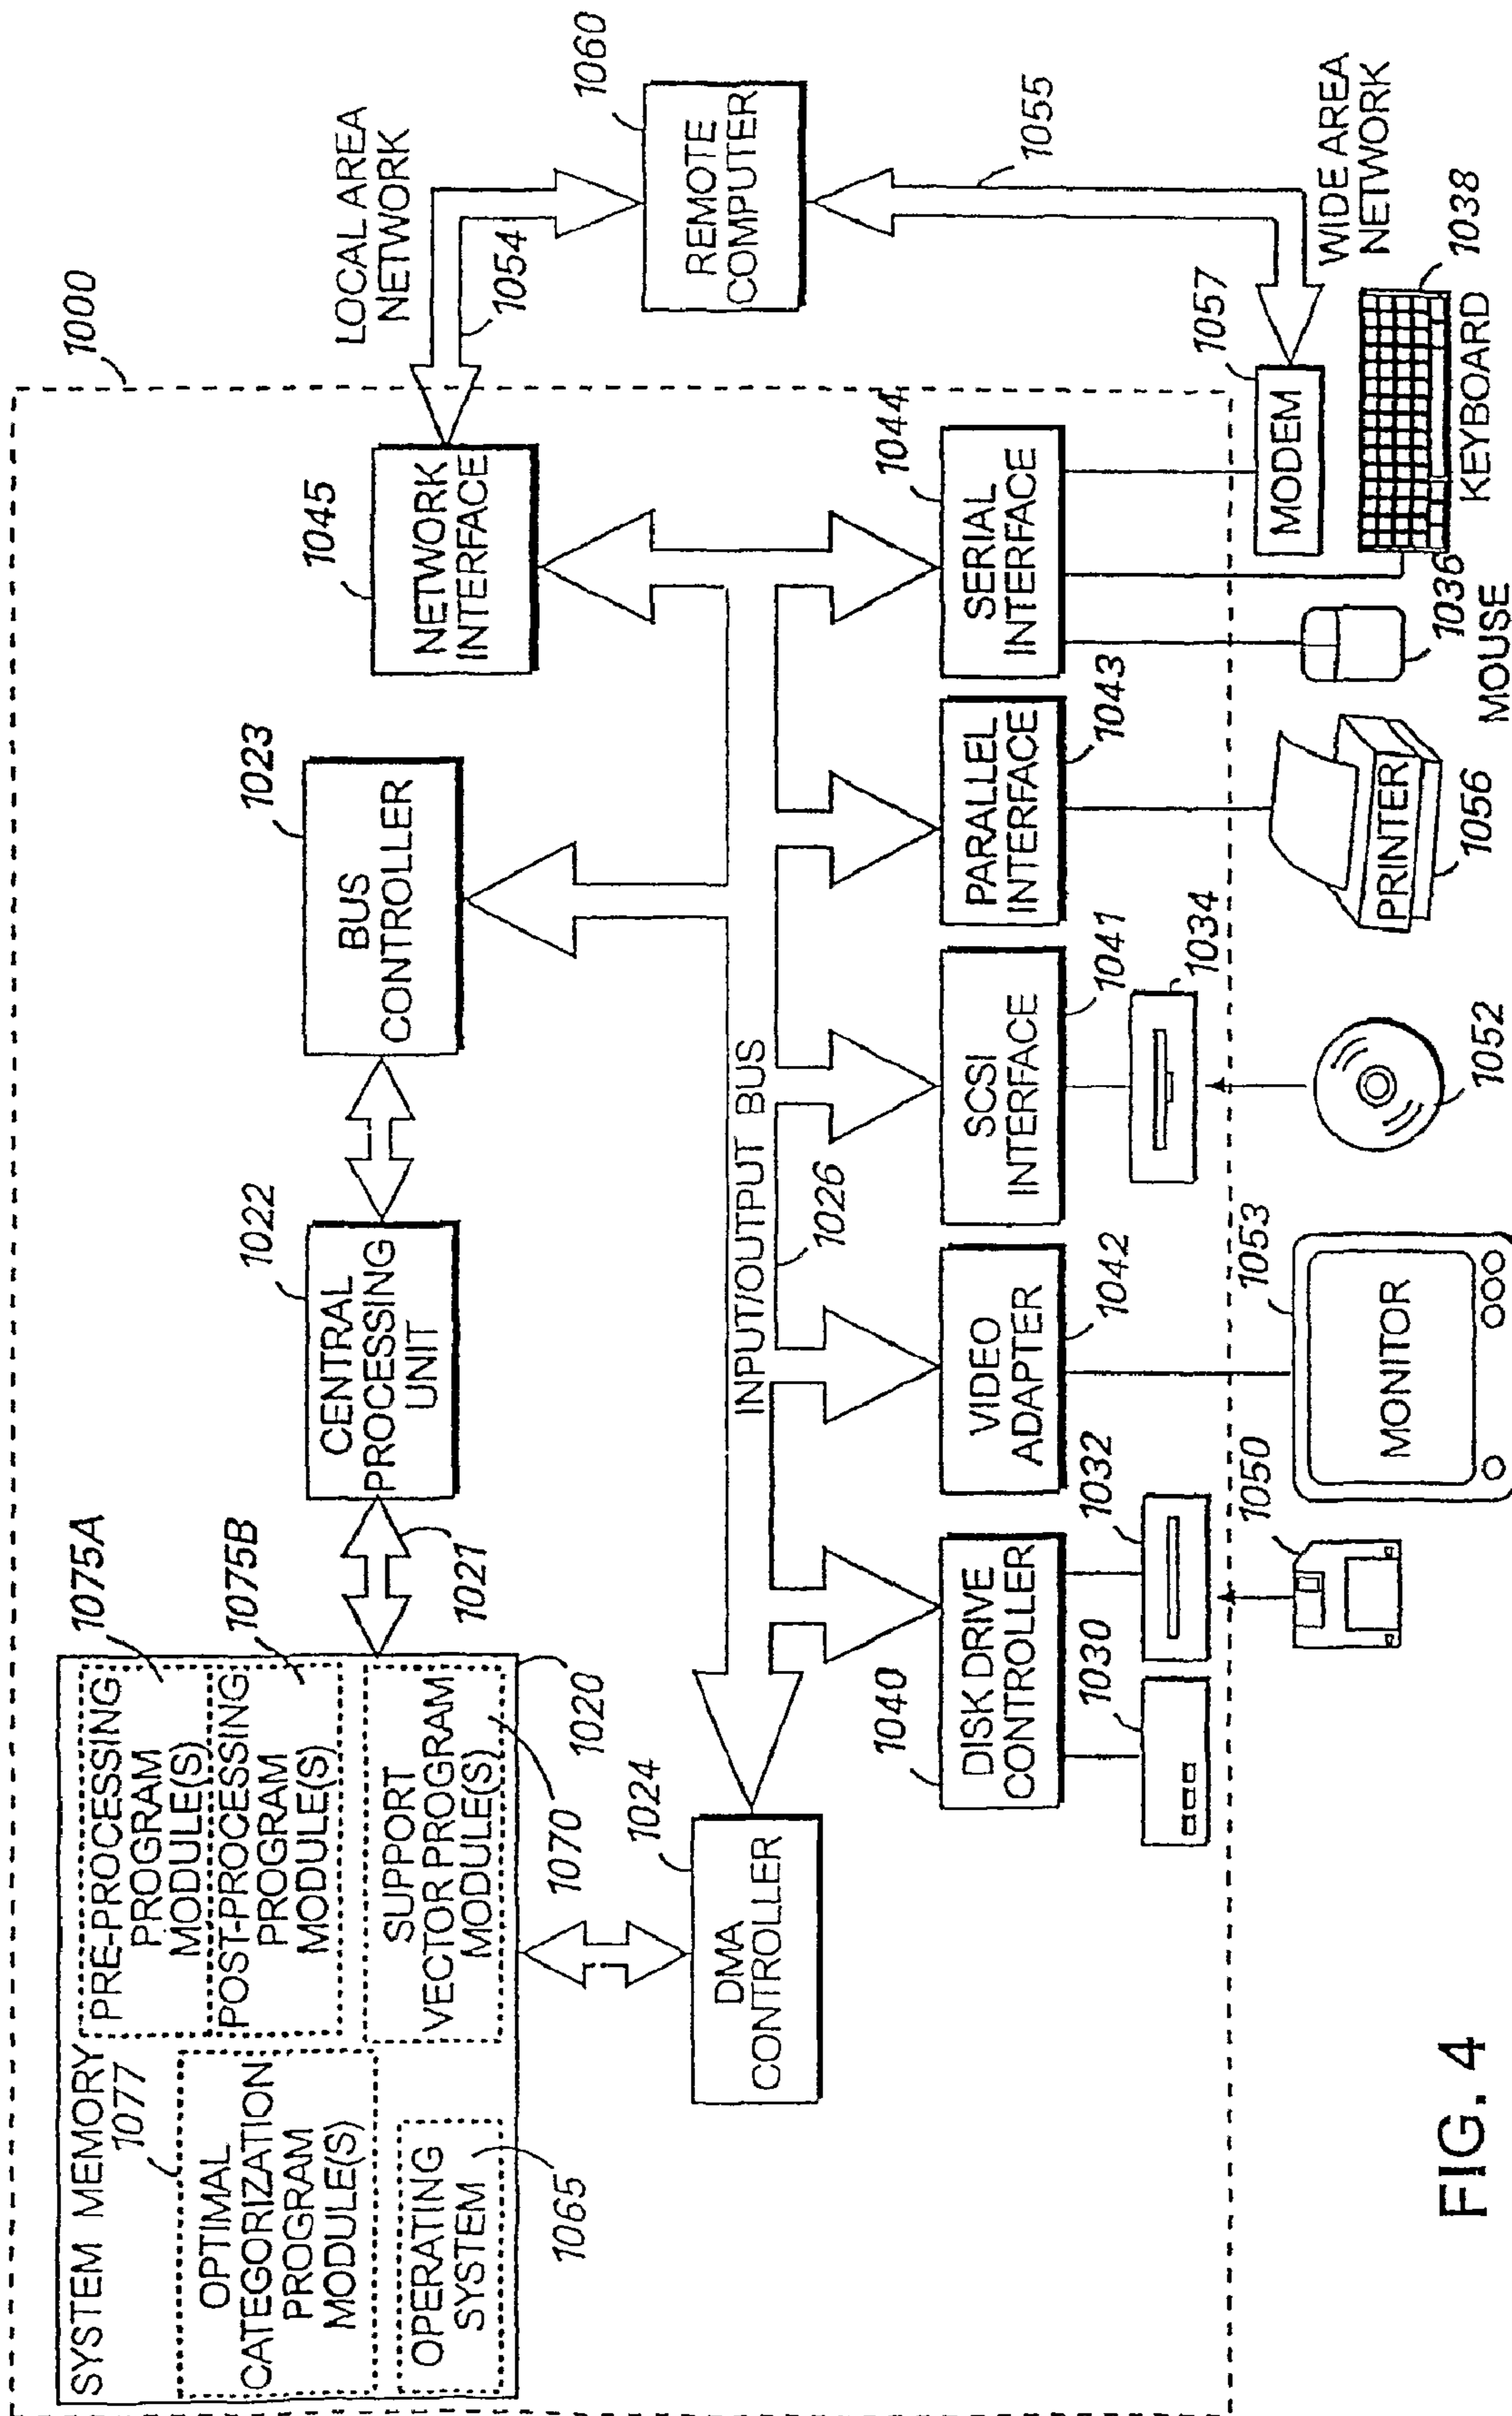 1000
SYSTEM MEMORY
1077
OPTIMAL
CATEGORIZATION
PROGRAM
MODULE(S)
OPERATING
SYSTEM
1065
PRE-PROCESSING
PROGRAM
MODULE(S)
1075A
POST-PROCESSING
PROGRAM
MODULE(S)
1075B
SUPPORT
VECTOR PROGRAM
MODULE(S)
1070
1020
1021
1022
CENTRAL
PROCESSING
UNIT
1023
BUS
CONTROLLER
1045
NETWORK
INTERFACE
LOCAL AREA
NETWORK
1054
1060
REMOTE
COMPUTER
1055
WIDE AREA
NETWORK
1024
DMA
CONTROLLER
INPUT/OUTPUT BUS
1026
1040
DISK DRIVE
CONTROLLER
VIDEO
ADAPTER
1042
SCSI
INTERFACE
1041
PARALLEL
INTERFACE
1043
SERIAL
INTERFACE
1044
1030
1032
1034
1057
MODEM
1050
MONITOR
1053
1052
PRINTER
1056
1036
MOUSE
1038
KEYBOARD
FIG. 4